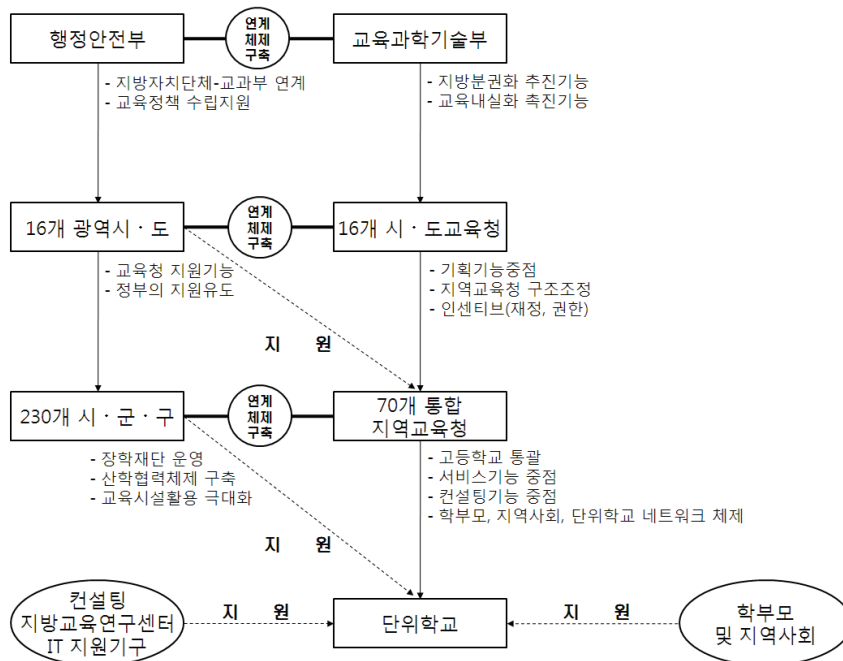 행정안전부
연계
체제
구축
교육과학기술부
- 지방자치단체-교과부 연계
- 교육정책 수립지원
- 지방분권화 추진기능
- 교육내실화 촉진기능
16개 광역시 · 도
연계
체제
구축
16개 시 · 도교육청
- 교육청 지원기능
- 정부의 지원유도
- 기획기능중점
- 지역교육청 구조조정
- 인센티브(재정, 권한)
지 원
230개 시 · 군 · 구
연계
체제
구축
70개 통합
지역교육청
- 장학재단 운영
- 산학협력체제 구축
- 교육시설활용 극대화
- 고등학교 통괄
- 서비스기능 중점
- 컨설팅기능 중점
- 학부모, 지역사회, 단위학교 네트워크 체제
지 원
컨설팅
지방교육연구센터
IT 지원기구
지 원
단위학교
지 원
학부모
및 지역사회